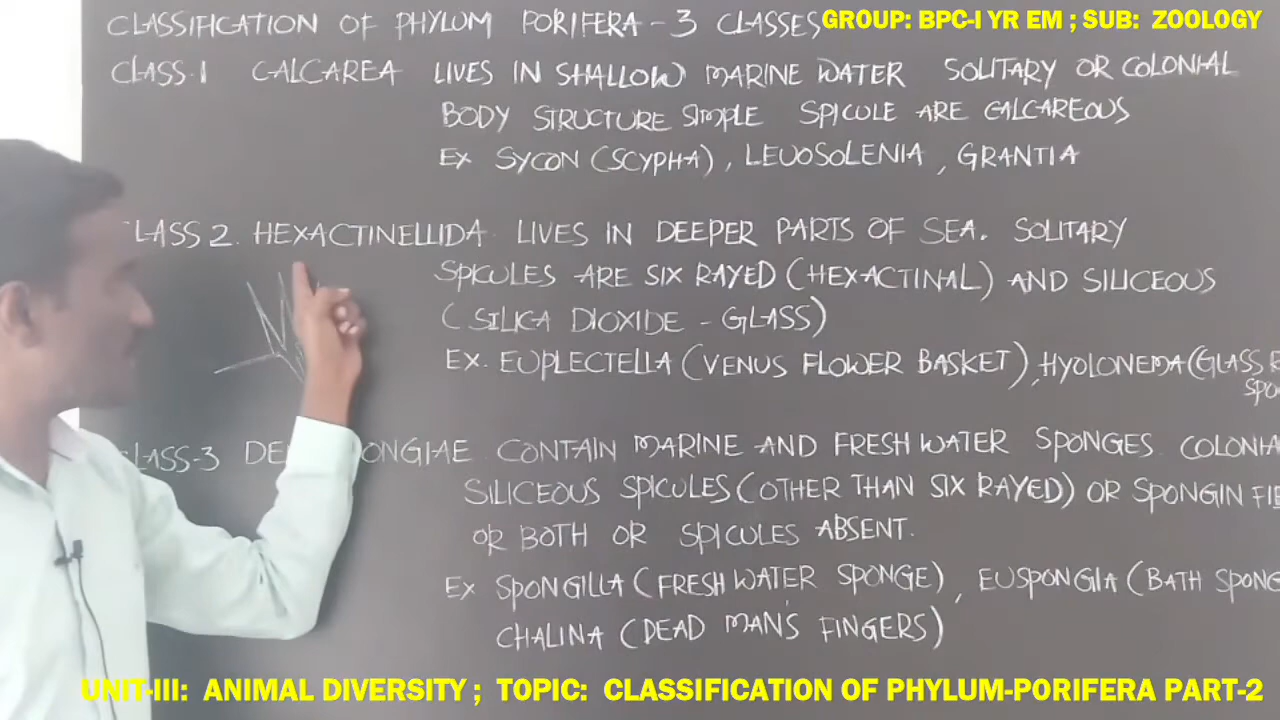 CLASSIFICATION OF PHYLUM PORIFERA - 3 CLASSES
GROUP: BPC-I YR EM ; SUB: ZOOLOGY
CLASS.1 CALCAREA LIVES IN SHALLOW MARINE WATER SOLITARY OR COLONIAL
BODY STRUCTURE SIMPLE SPICULE ARE CALCAREOUS
Ex SYCON (SCYPHA), LEUOSOLENIA, GRANTIA
LASS 2. HEXACTINELLIDA LIVES IN DEEPER PARTS OF SEA. SOLITARY
SPICULES ARE SIX RAYED (HEXACTINAL) AND SILICEOUS
(SILICA DIOXIDE - GLASS)
Ex. EUPLECTELLA (VENUS FLOWER BASKET), HYOLONEMA (GLASS
SPO
CLASS-3 DE ONGIAE CONTAIN MARINE AND FRESH WATER SPONGES. COLONIA
SILICEOUS SPICULES (OTHER THAN SIX RAYED) OR SPONGIN FI
OR BOTH OR SPICULES ABSENT.
Ex SPONGILLA (FRESH WATER SPONGE), EUSPONGIA (BATH SPONG
CHALINA (DEAD MAN'S FINGERS)
UNIT-III: ANIMAL DIVERSITY ; TOPIC: CLASSIFICATION OF PHYLUM-PORIFERA PART-2